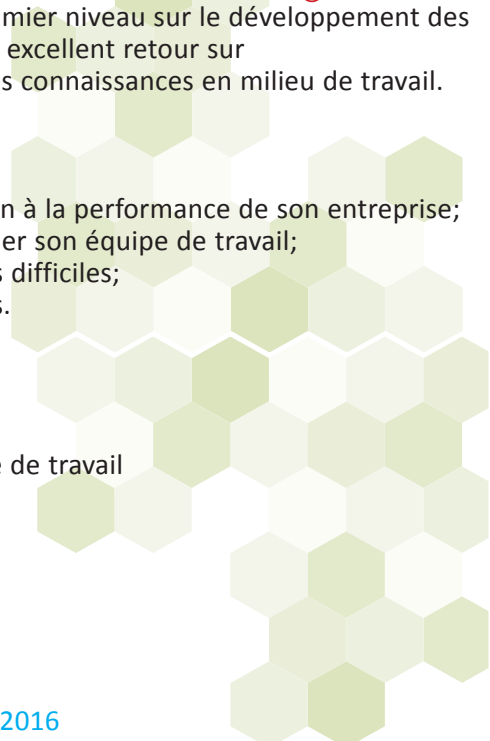 mier niveau sur le développement des
excellent retour sur
s connaissances en milieu de travail.
n à la performance de son entreprise;
er son équipe de travail;
s difficiles;
s.
e de travail
2016